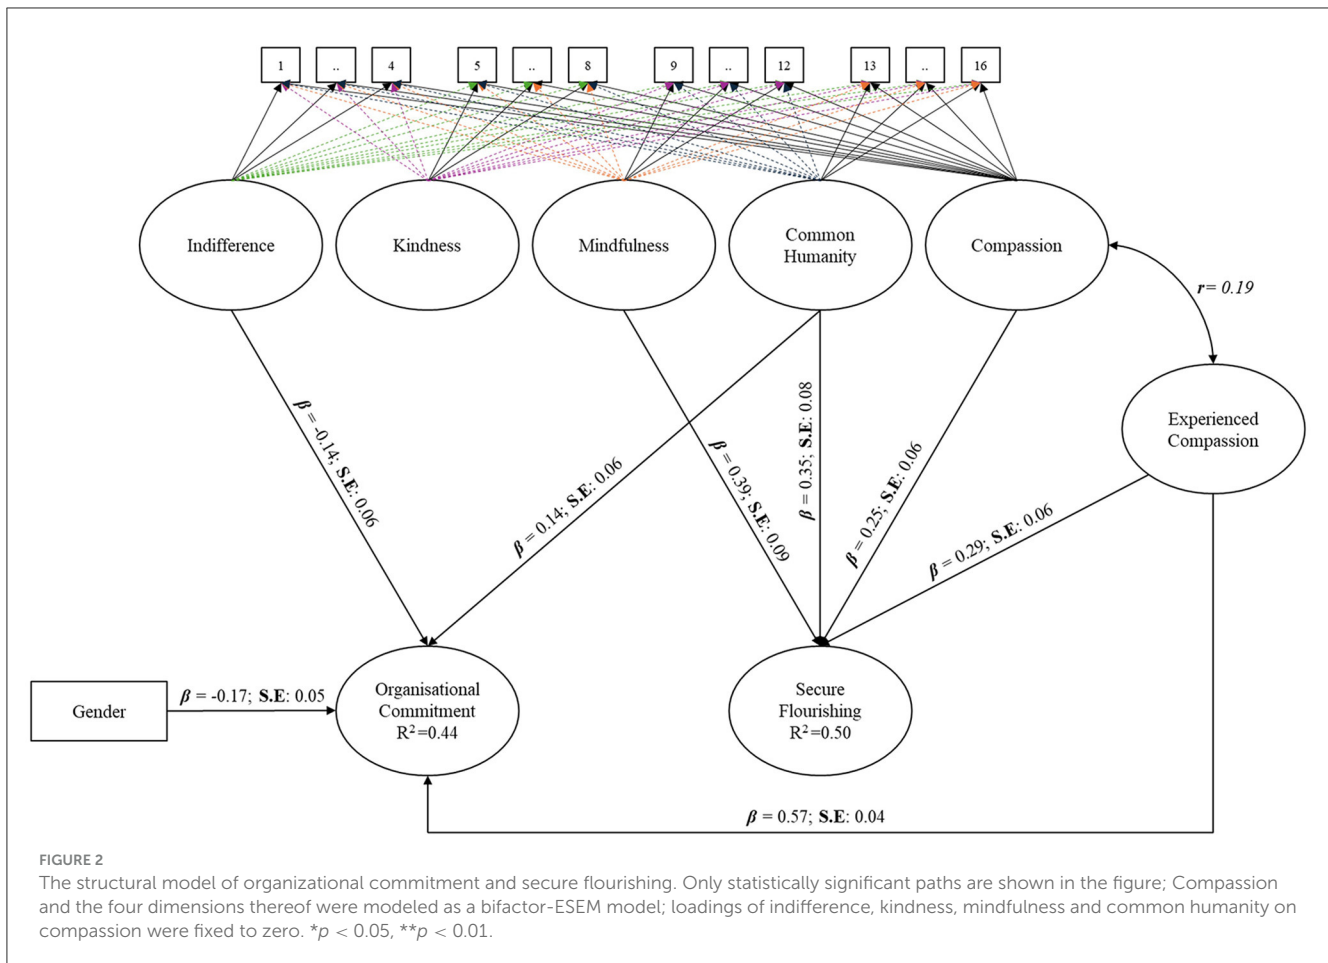 1 .. 4 5 .. 8 9 .. 12 13 .. 16
Indifference
Kindness
Mindfulness
Common
Humanity
Compassion
r= 0.19
Experienced
Compassion
β = -0.14; S.E: 0.06
β = 0.14; S.E: 0.06
β = 0.39; S.E: 0.09
β = 0.35; S.E: 0.08
β = 0.25; S.E: 0.06
β = 0.29; S.E: 0.06
Gender
β = -0.17; S.E: 0.05
Organisational
Commitment
R²=0.44
Secure
Flourishing
R²=0.50
β = 0.57; S.E: 0.04
FIGURE 2
The structural model of organizational commitment and secure flourishing. Only statistically significant paths are shown in the figure; Compassion
and the four dimensions thereof were modeled as a bifactor-ESEM model; loadings of indifference, kindness, mindfulness and common humanity on
compassion were fixed to zero. *p < 0.05, **p < 0.01.